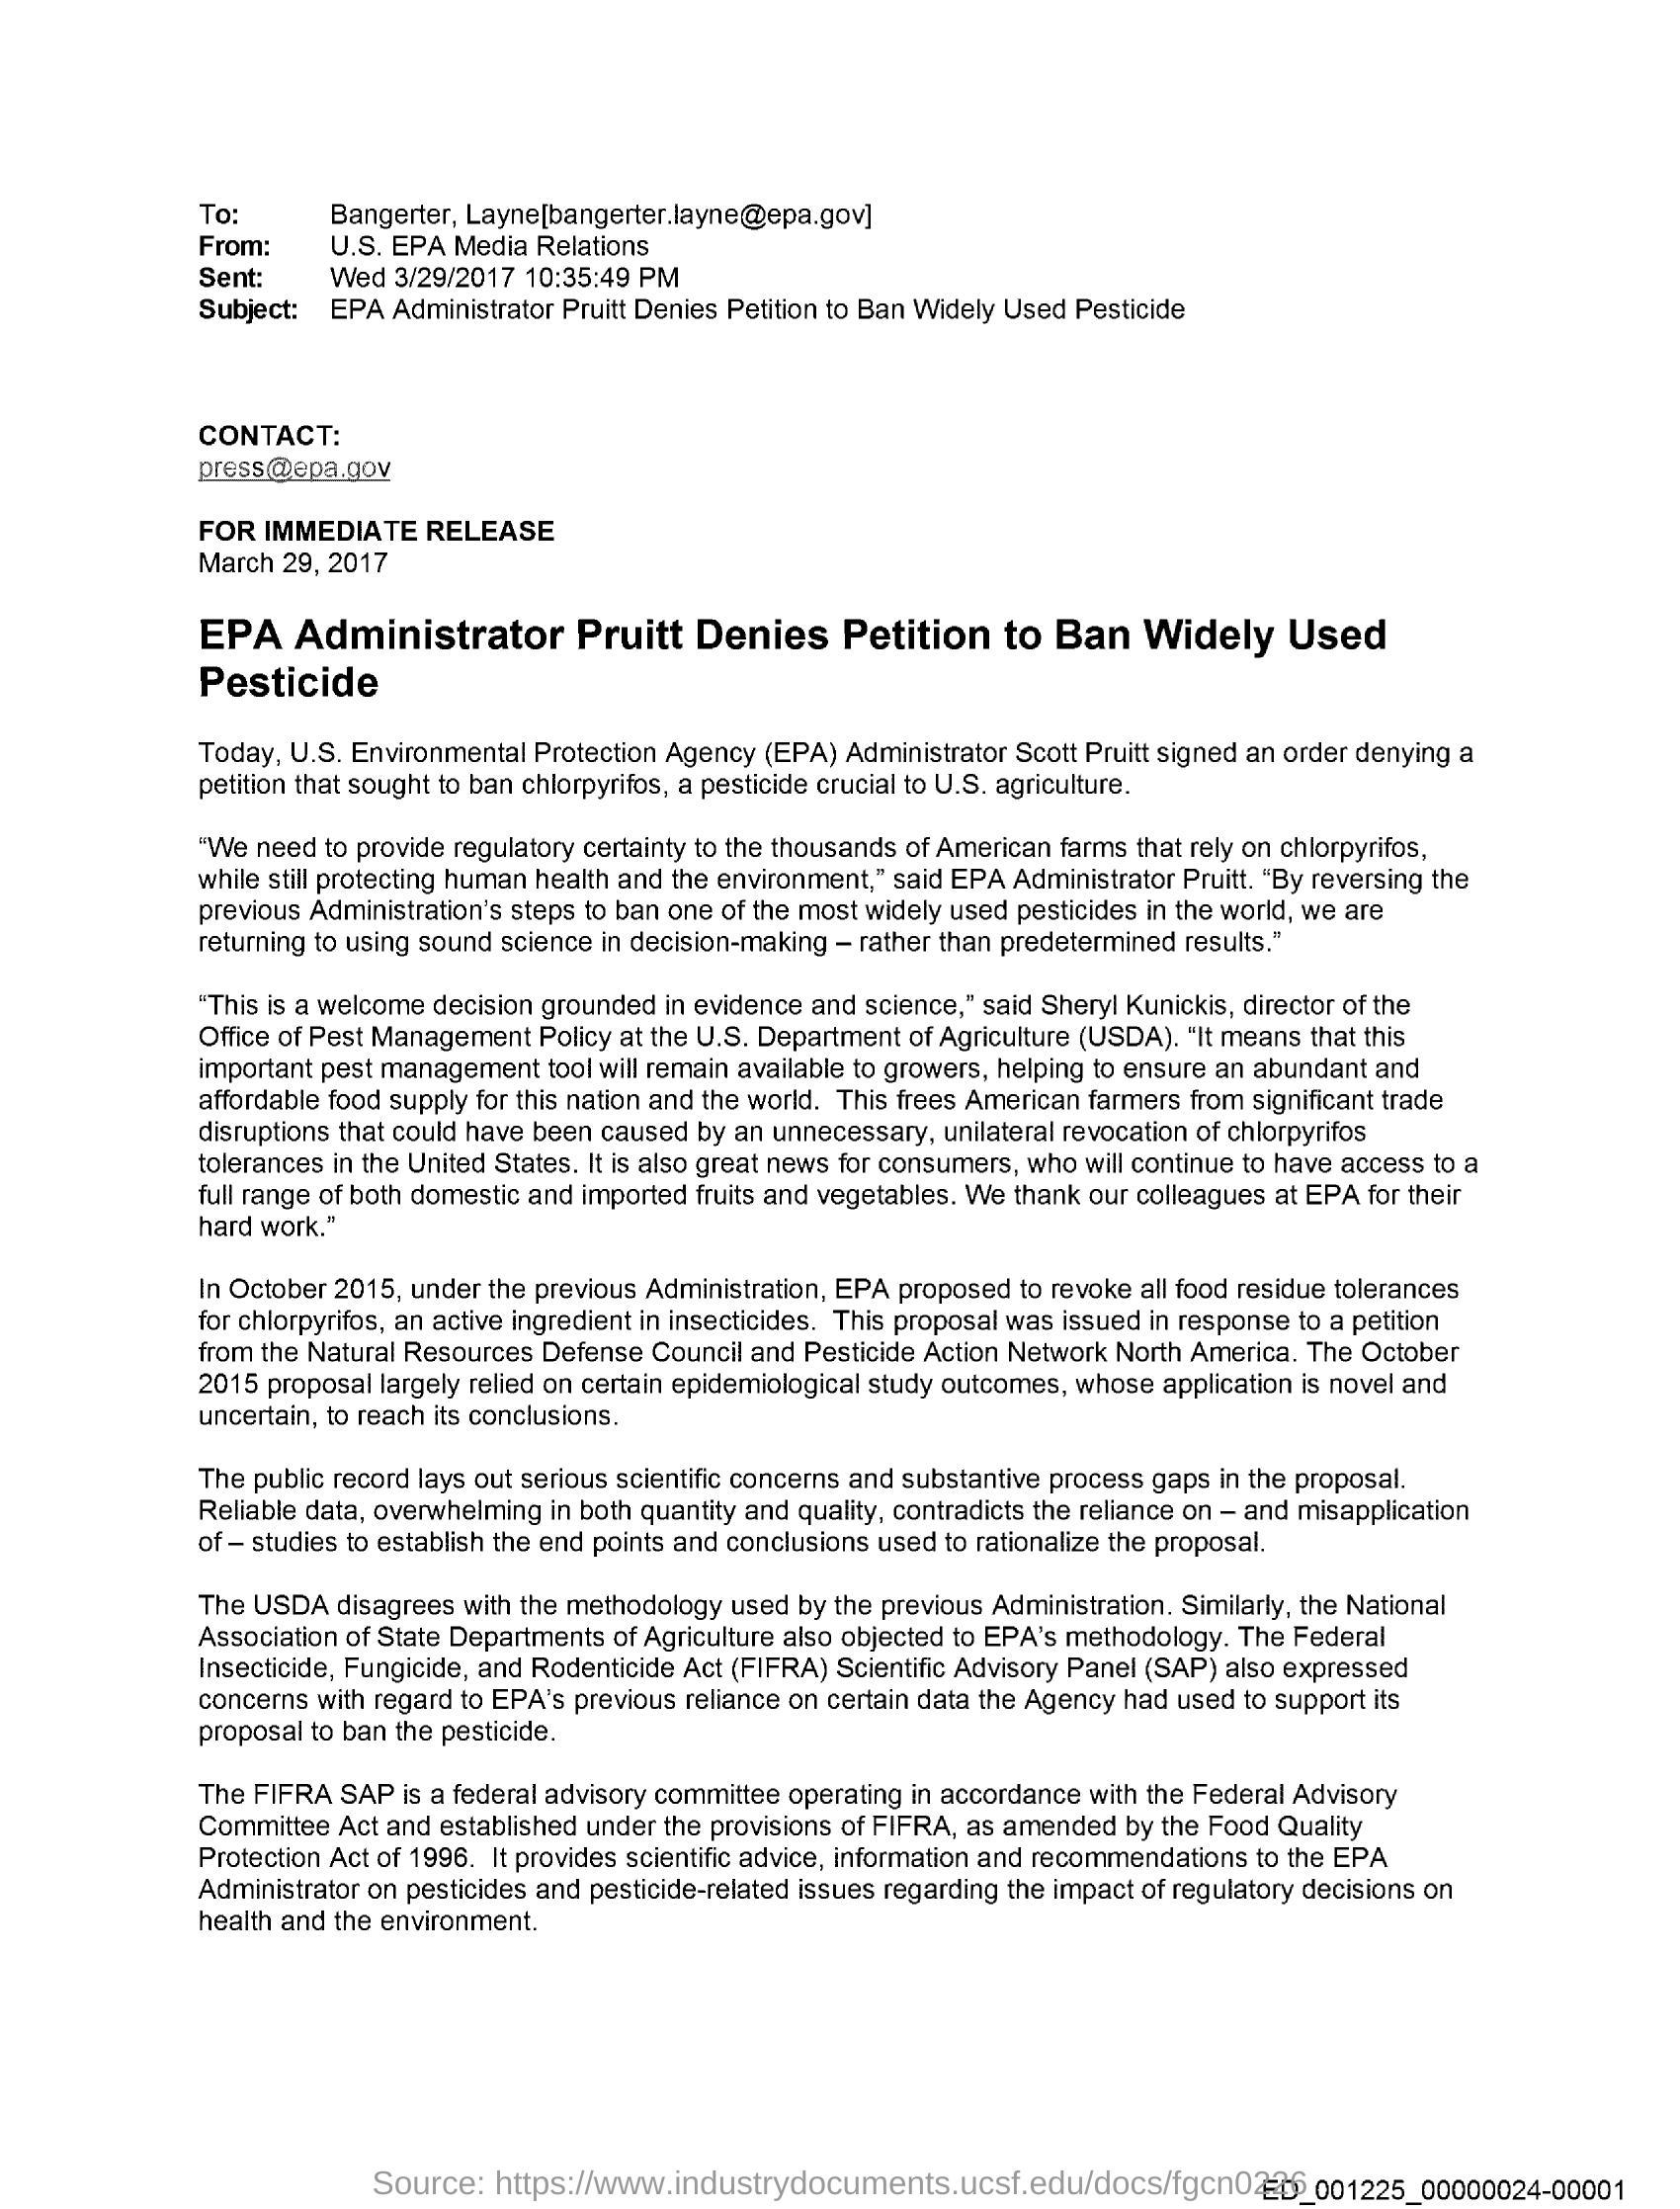 To: Bangerter, Layne[bangerter.layne@epa.gov]
From: U.S. EPA Media Relations
Sent: Wed 3/29/2017 10:35:49 PM
Subject: EPA Administrator Pruitt Denies Petition to Ban Widely Used Pesticide
CONTACT:
press@epa.gov
FOR IMMEDIATE RELEASE
March 29, 2017
EPA Administrator Pruitt Denies Petition to Ban Widely Used
Pesticide
Today, U.S. Environmental Protection Agency (EPA) Administrator Scott Pruitt signed an order denying a
petition that sought to ban chlorpyrifos, a pesticide crucial to U.S. agriculture.
“We need to provide regulatory certainty to the thousands of American farms that rely on chlorpyrifos,
while still protecting human health and the environment,” said EPA Administrator Pruitt. “By reversing the
previous Administration’s steps to ban one of the most widely used pesticides in the world, we are
returning to using sound science in decision-making – rather than predetermined results.”
“This is a welcome decision grounded in evidence and science,” said Sheryl Kunickis, director of the
Office of Pest Management Policy at the U.S. Department of Agriculture (USDA). “It means that this
important pest management tool will remain available to growers, helping to ensure an abundant and
affordable food supply for this nation and the world.  This frees American farmers from significant trade
disruptions that could have been caused by an unnecessary, unilateral revocation of chlorpyrifos
tolerances in the United States. It is also great news for consumers, who will continue to have access to a
full range of both domestic and imported fruits and vegetables. We thank our colleagues at EPA for their
hard work.”
In October 2015, under the previous Administration, EPA proposed to revoke all food residue tolerances
for chlorpyrifos, an active ingredient in insecticides.  This proposal was issued in response to a petition
from the Natural Resources Defense Council and Pesticide Action Network North America. The October
2015 proposal largely relied on certain epidemiological study outcomes, whose application is novel and
uncertain, to reach its conclusions.
The public record lays out serious scientific concerns and substantive process gaps in the proposal.
Reliable data, overwhelming in both quantity and quality, contradicts the reliance on – and misapplication
of – studies to establish the end points and conclusions used to rationalize the proposal.
The USDA disagrees with the methodology used by the previous Administration. Similarly, the National
Association of State Departments of Agriculture also objected to EPA’s methodology. The Federal
Insecticide, Fungicide, and Rodenticide Act (FIFRA) Scientific Advisory Panel (SAP) also expressed
concerns with regard to EPA’s previous reliance on certain data the Agency had used to support its
proposal to ban the pesticide.
The FIFRA SAP is a federal advisory committee operating in accordance with the Federal Advisory
Committee Act and established under the provisions of FIFRA, as amended by the Food Quality
Protection Act of 1996.  It provides scientific advice, information and recommendations to the EPA
Administrator on pesticides and pesticide-related issues regarding the impact of regulatory decisions on
health and the environment.
Source: https://www.industrydocuments.ucsf.edu/docs/fgcn0226
ED_001225_00000024-00001